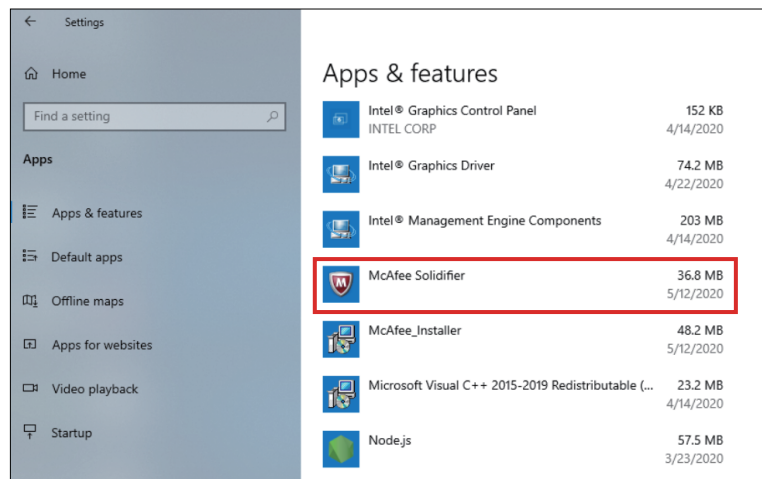 Settings
Home
Find a setting
Apps
Apps & features
Default apps
Offline maps
Apps for websites
Video playback
Startup
Apps & features
Intel® Graphics Control Panel 152 KB
INTEL CORP 4/14/2020
Intel® Graphics Driver 74.2 MB
4/22/2020
Intel® Management Engine Components 203 MB
4/14/2020
McAfee Solidifier 36.8 MB
5/12/2020
McAfee_Installer 48.2 MB
5/12/2020
Microsoft Visual C++ 2015-2019 Redistributable (... 23.2 MB
4/14/2020
Node.js 57.5 MB
3/23/2020